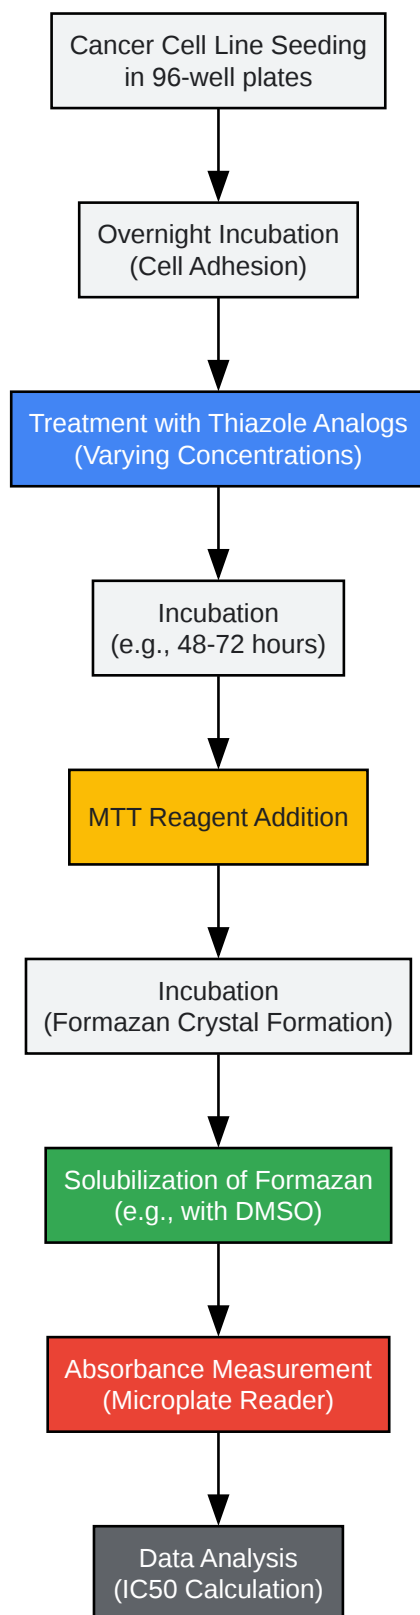 Cancer Cell Line Seeding
in 96-well plates
Overnight Incubation
(Cell Adhesion)
Treatment with Thiazole Analogs
(Varying Concentrations)
Incubation
(e.g., 48-72 hours)
MTT Reagent Addition
Incubation
(Formazan Crystal Formation)
Solubilization of Formazan
(e.g., with DMSO)
Absorbance Measurement
(Microplate Reader)
Data Analysis
(IC50 Calculation)